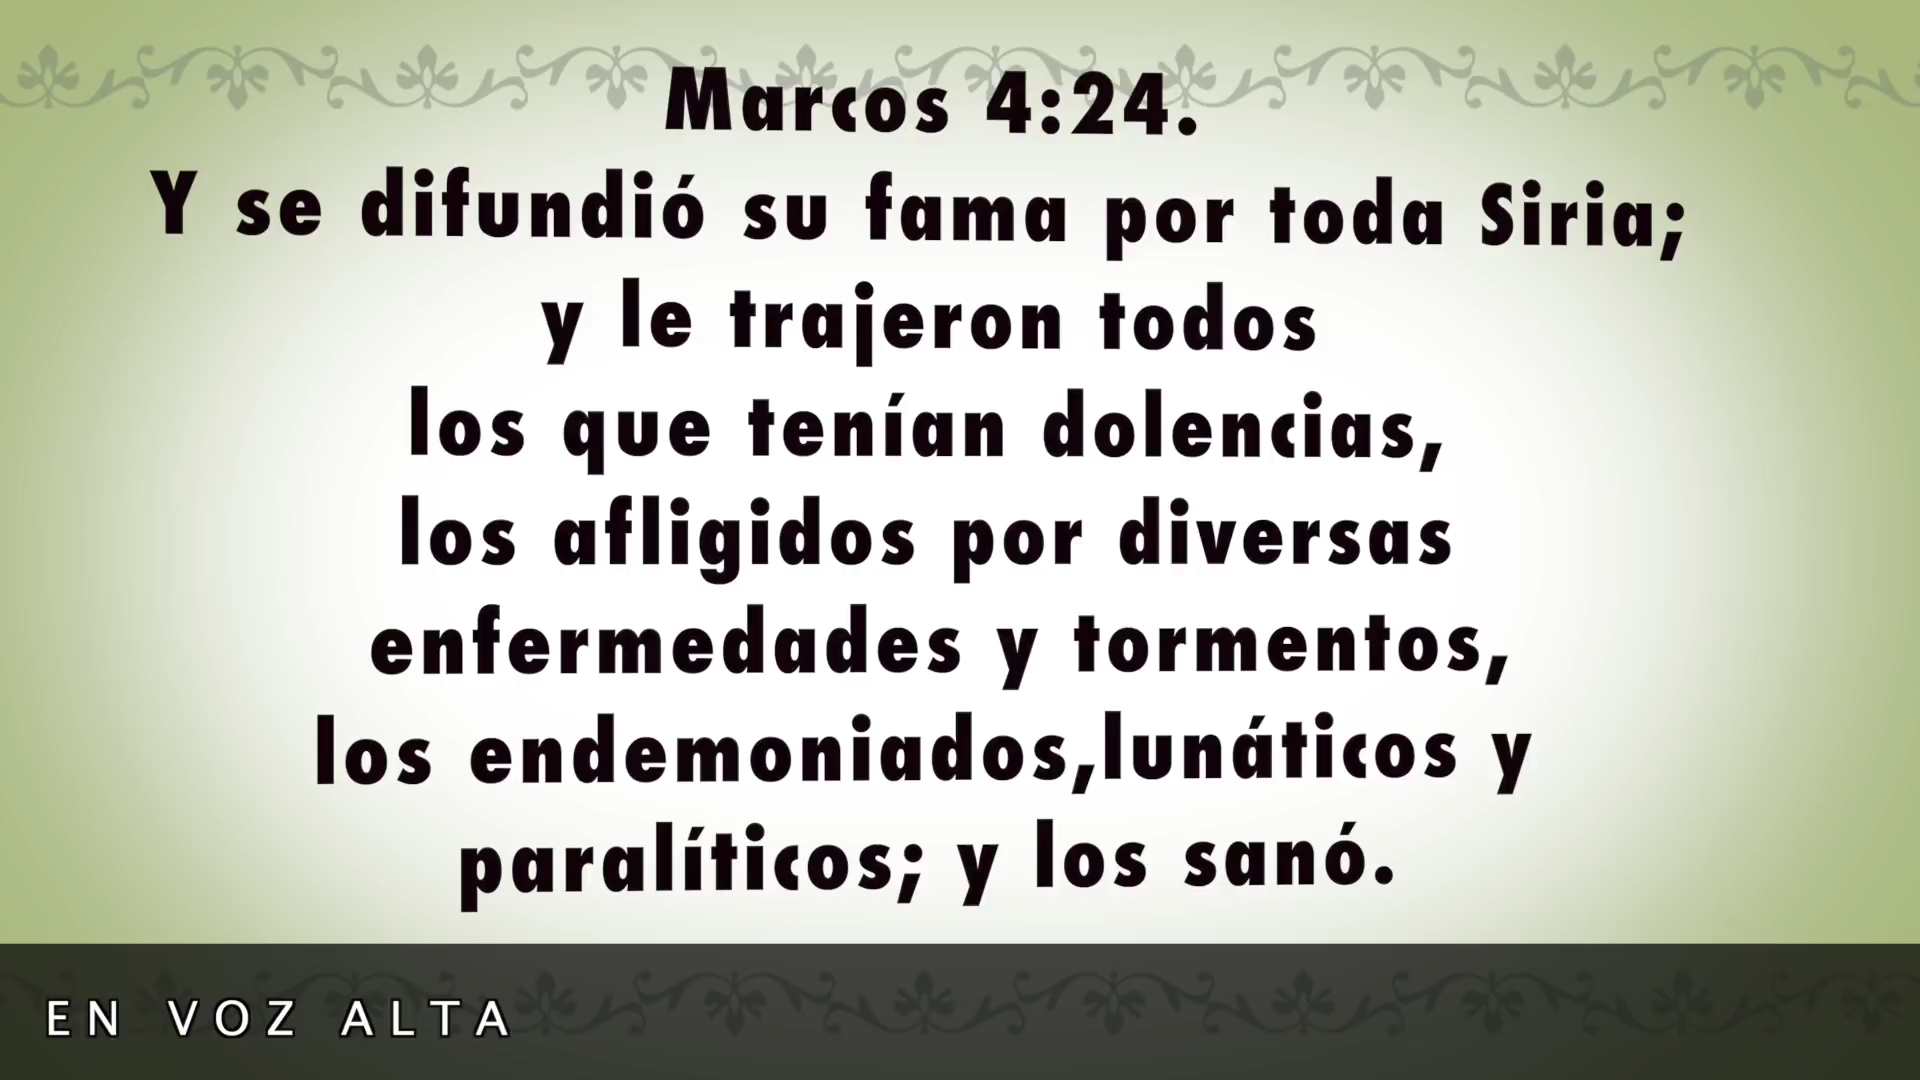 Marcos 4:24.
Y se difundió su fama por toda Siria;
y le trajeron todos
los que tenían dolencias,
los afligidos por diversas
enfermedades y tormentos,
los endemoniados,lunáticos y
paralíticos; y los sanó.
EN VOZ ALTA